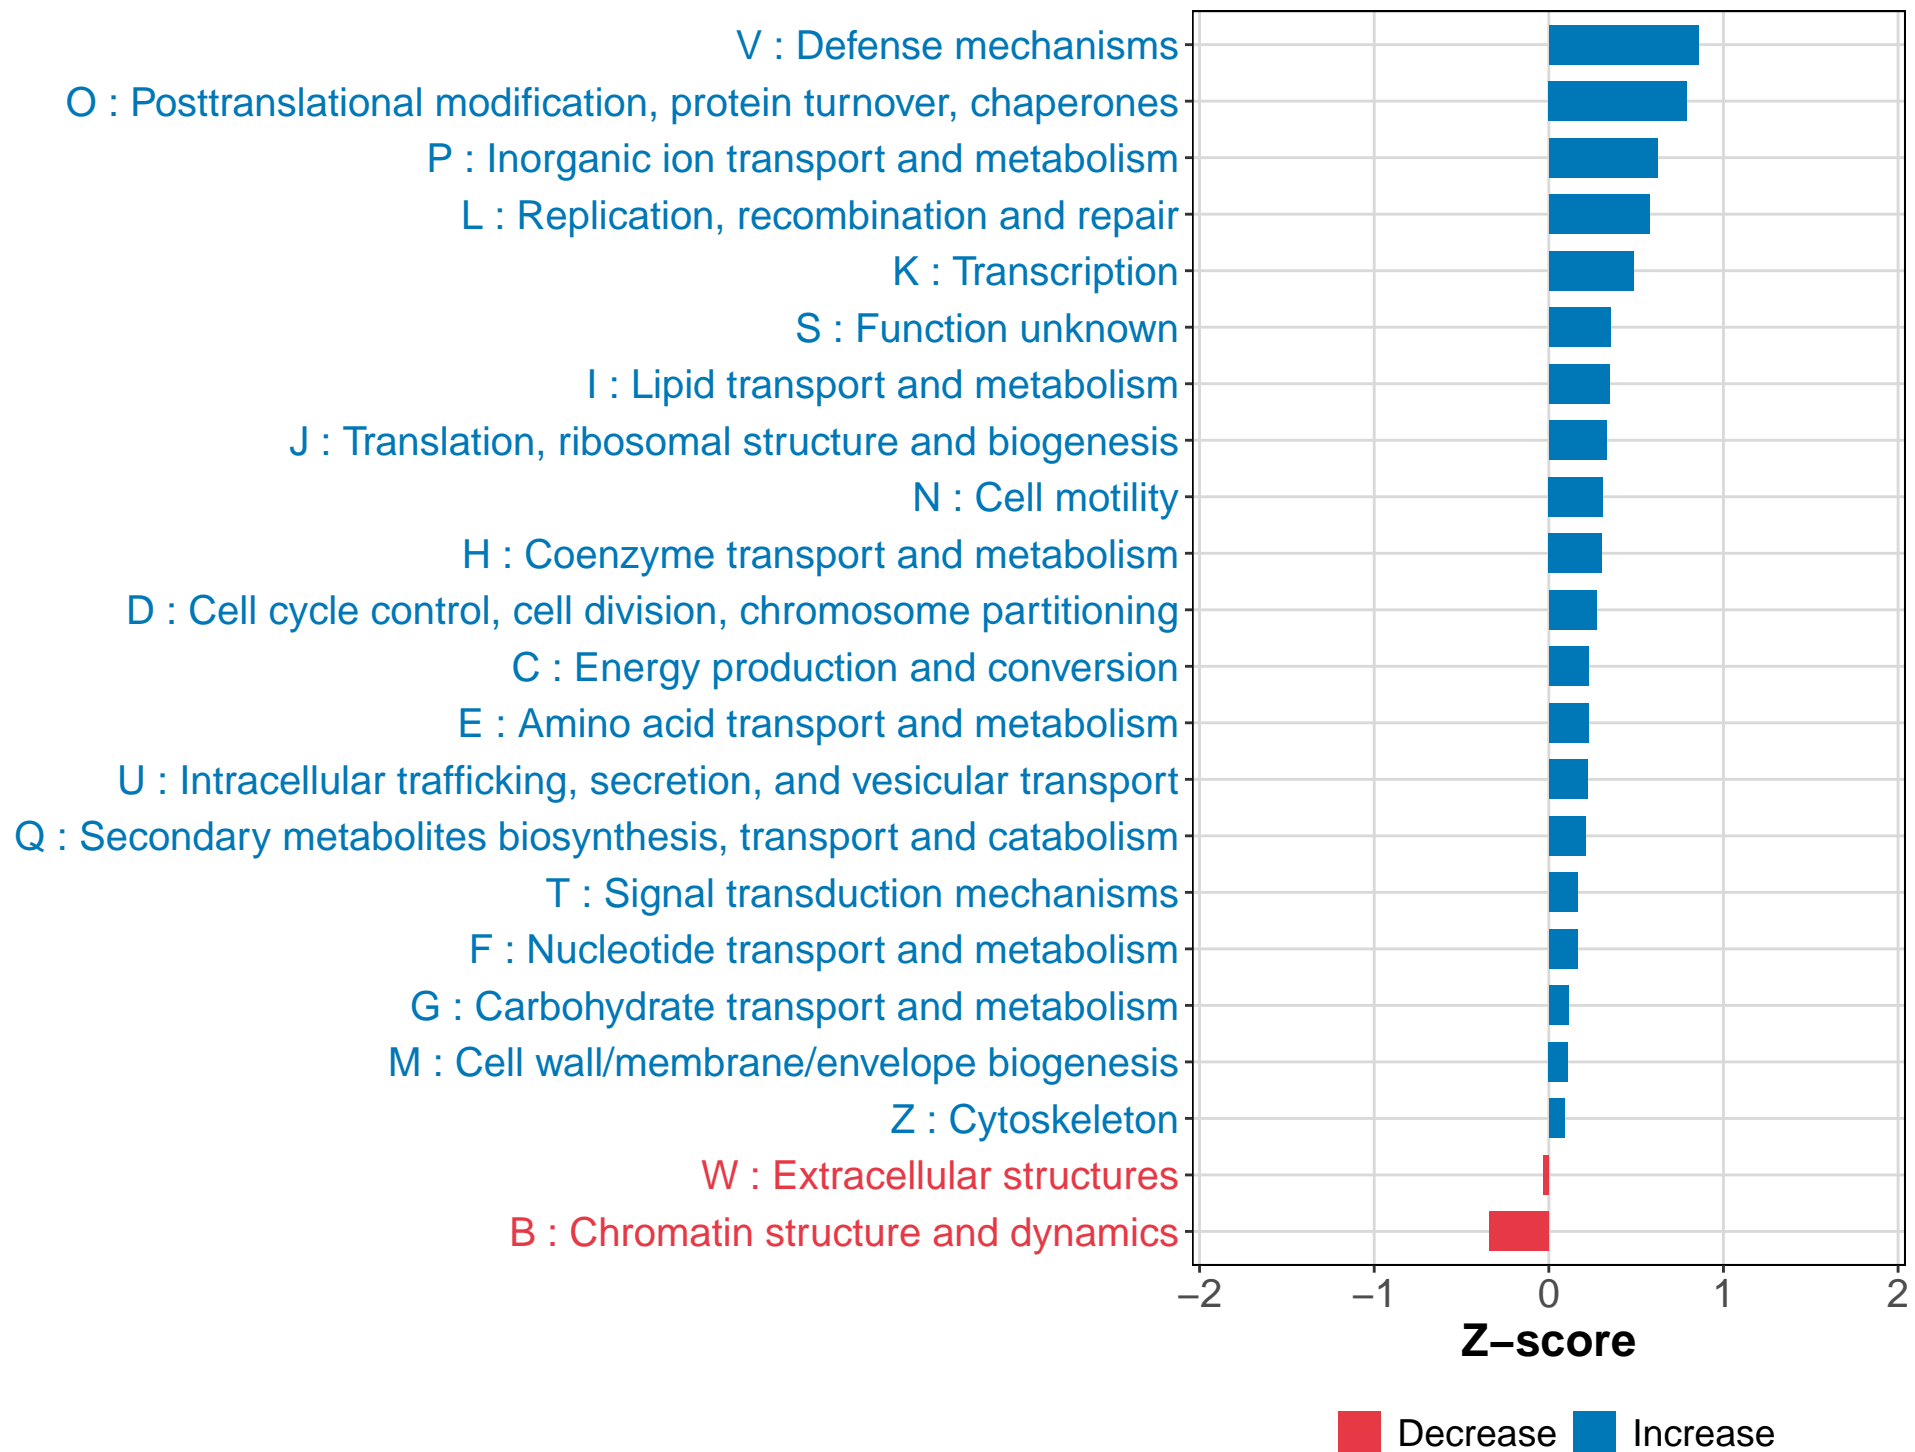 V : Defense mechanisms
O : Posttranslational modification, protein turnover, chaperones
P : Inorganic ion transport and metabolism
L : Replication, recombination and repair
K : Transcription
S : Function unknown
I : Lipid transport and metabolism
J : Translation, ribosomal structure and biogenesis
N : Cell motility
H : Coenzyme transport and metabolism
D : Cell cycle control, cell division, chromosome partitioning
C : Energy production and conversion
E : Amino acid transport and metabolism
U : Intracellular trafficking, secretion, and vesicular transport
Q : Secondary metabolites biosynthesis, transport and catabolism
T : Signal transduction mechanisms
F : Nucleotide transport and metabolism
G : Carbohydrate transport and metabolism
M : Cell wall/membrane/envelope biogenesis
Z : Cytoskeleton
W : Extracellular structures
B : Chromatin structure and dynamics
−2 −1 0 1 2
Z−score
Decrease Increase